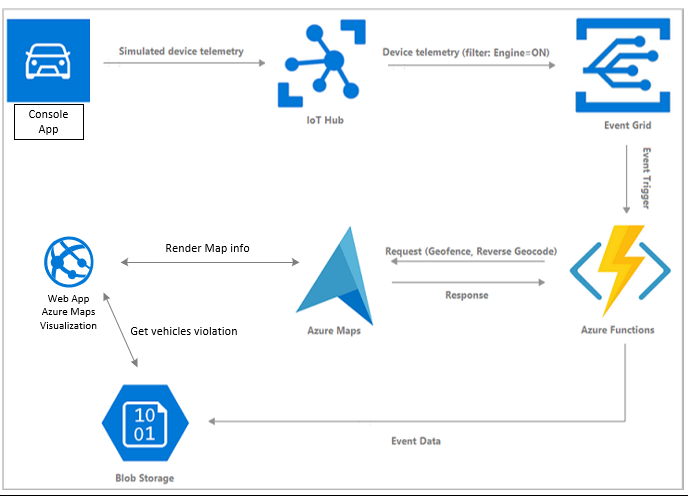 Simulated device telemetry
Device telemetry (filter: Engine=ON)
Console
App
IoT Hub
Event Grid
Event Trigger
Render Map info
Request (Geofence, Reverse Geocode)
Response
Web App
Azure Maps
Visualization
Azure Maps
Azure Functions
Get vehicles violation
10
01
Event Data
Blob Storage